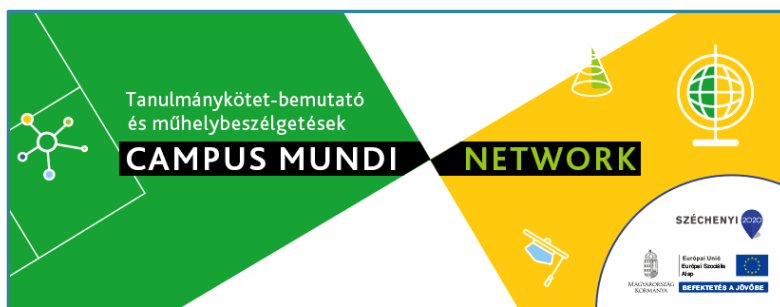 Tanulmánykötet-bemutató
és műhelybeszélgetések
CAMPUS MUNDI NETWORK
SZÉCHENYI 2020
MAGYARORSZÁG
KORMÁNYA
Európai Unió
Európai Szociális
Alap
BEFEKTETÉS A JÖVŐBE